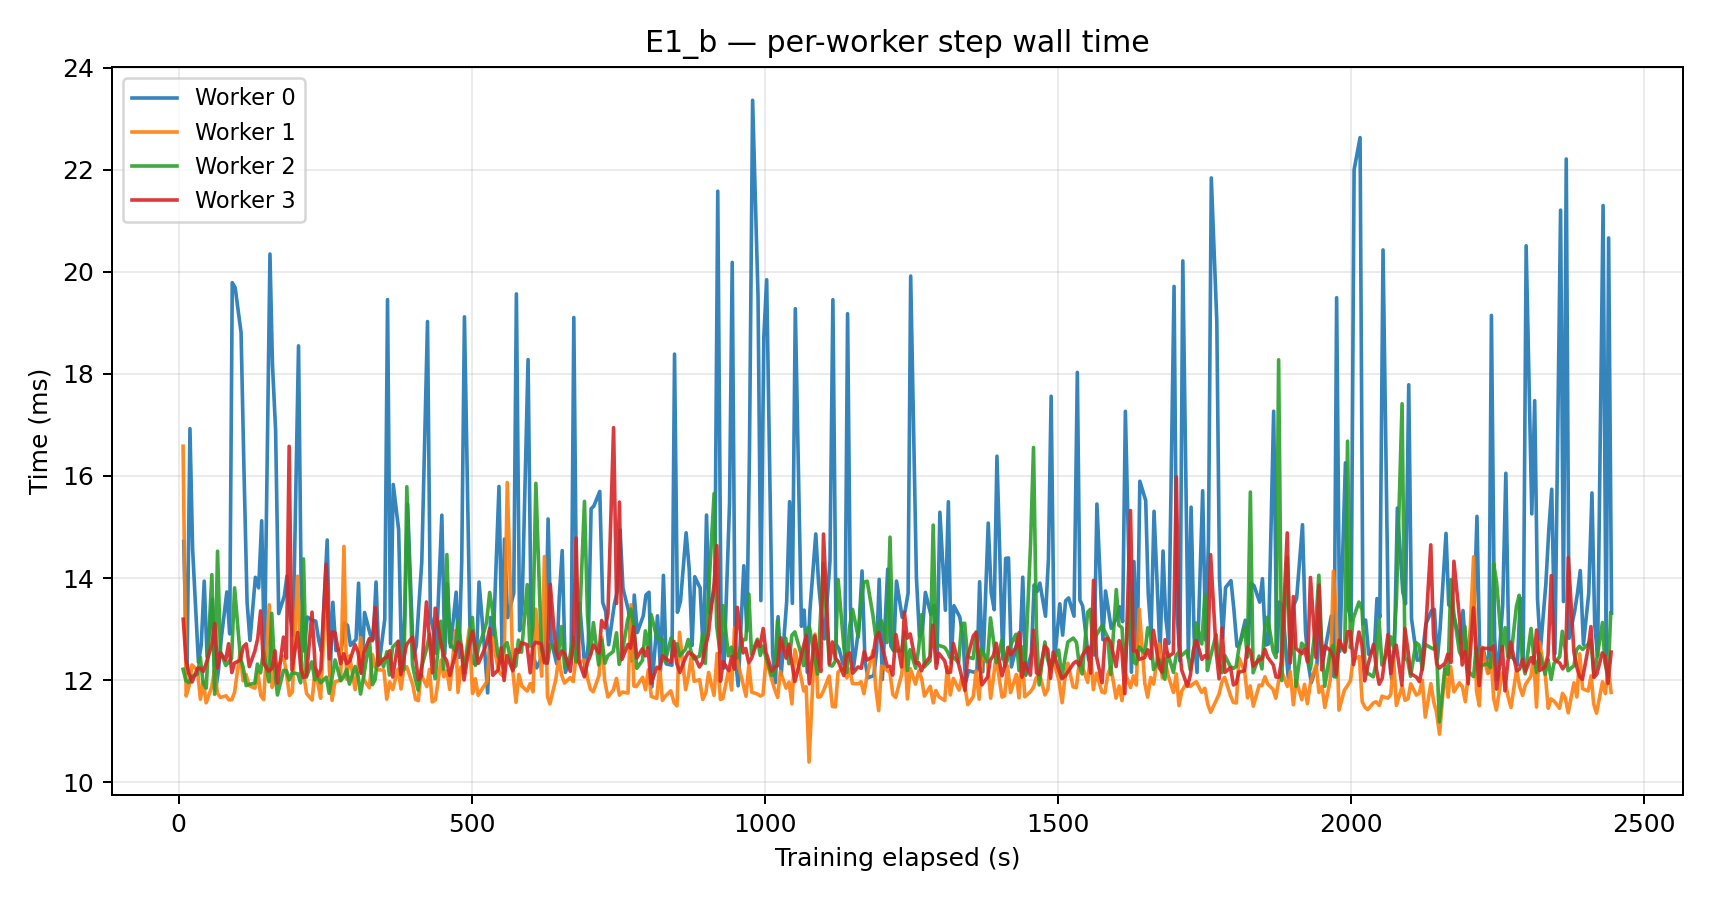 E1_b — per-worker step wall time
Worker 0
Worker 1
Worker 2
Worker 3
Time (ms)
24
22
20
18
16
14
12
10
0 500 1000 1500 2000 2500
Training elapsed (s)